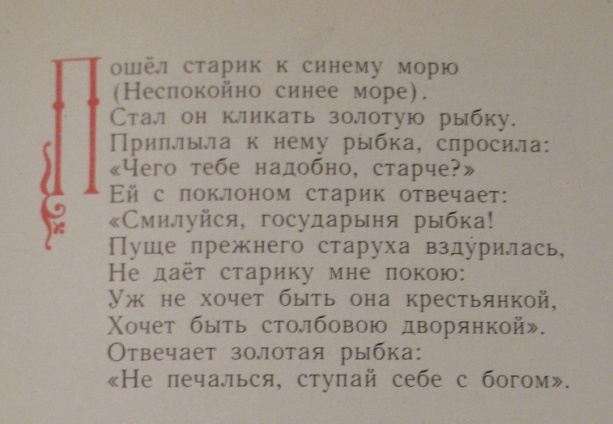 Пошёл старик к синему морю
(Неспокойно синее море).
Стал он кликать золотую рыбку.
Приплыла к нему рыбка, спросила:
«Чего тебе надобно, старче?»
Ей с поклоном старик отвечает:
«Смилуйся, государыня рыбка!
Пуще прежнего старуха вздурилась,
Не даёт старику мне покою:
Уж не хочет быть она крестьянкой,
Хочет быть столбовою дворянкой».
Отвечает золотая рыбка:
«Не печалься, ступай себе с богом».